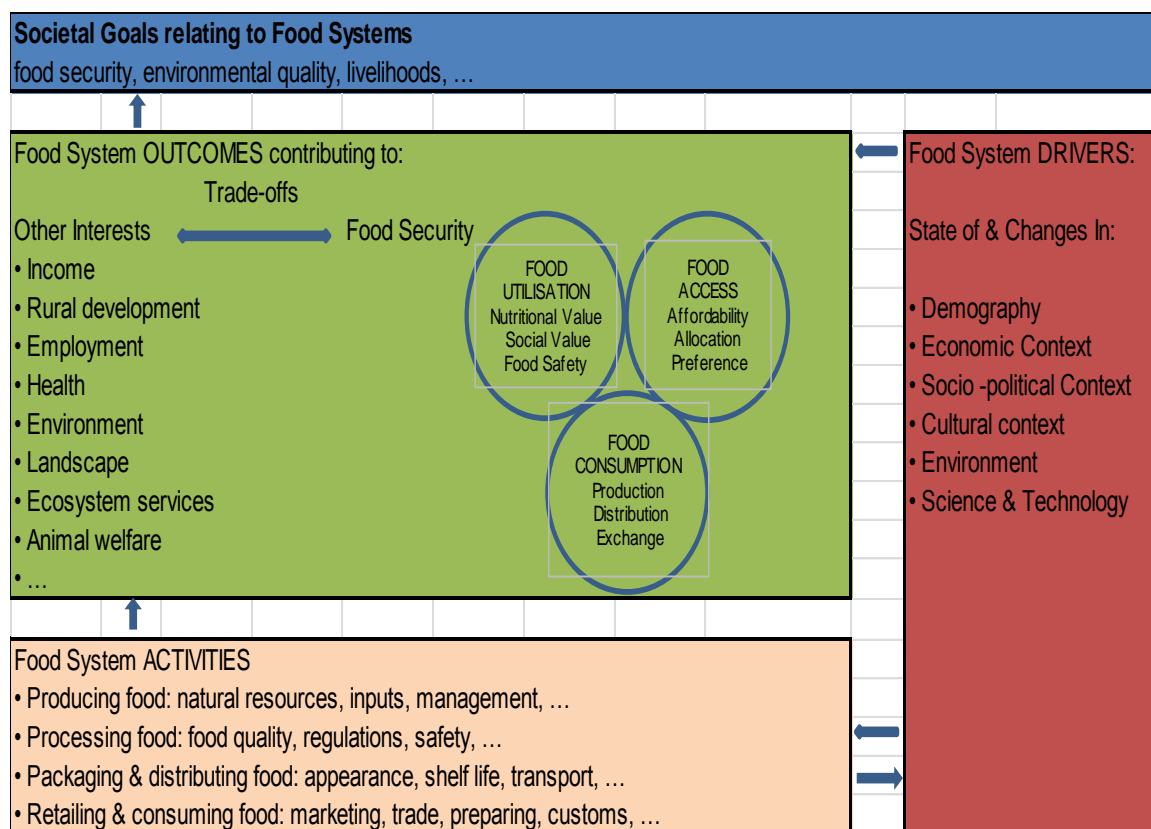 Societal Goals relating to Food Systems
food security, environmental quality, livelihoods, …
Food System OUTCOMES contributing to:
Trade-offs
Other Interests
Food Security
• Income
• Rural development
• Employment
• Health
• Environment
• Landscape
• Ecosystem services
• Animal welfare
• …
FOOD
UTILISATION
Nutritional Value
Social Value
Food Safety
FOOD
ACCESS
Affordability
Allocation
Preference
FOOD
CONSUMPTION
Production
Distribution
Exchange
Food System DRIVERS:
State of & Changes In:
• Demography
• Economic Context
• Socio -political Context
• Cultural context
• Environment
• Science & Technology
Food System ACTIVITIES
• Producing food: natural resources, inputs, management, …
• Processing food: food quality, regulations, safety, …
• Packaging & distributing food: appearance, shelf life, transport, …
• Retailing & consuming food: marketing, trade, preparing, customs, …